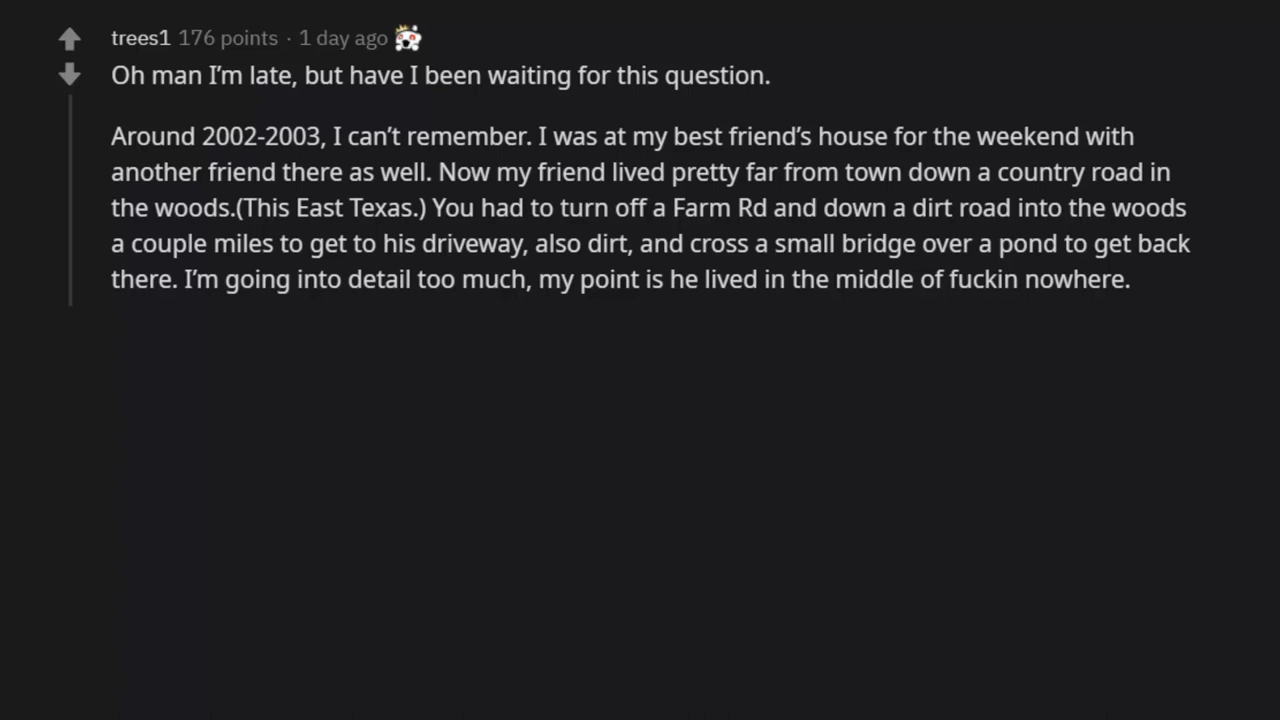 trees1 176 points · 1 day ago
Oh man I’m late, but have I been waiting for this question.
Around 2002-2003, I can’t remember. I was at my best friend’s house for the weekend with
another friend there as well. Now my friend lived pretty far from town down a country road in
the woods.(This East Texas.) You had to turn off a Farm Rd and down a dirt road into the woods
a couple miles to get to his driveway, also dirt, and cross a small bridge over a pond to get back
there. I’m going into detail too much, my point is he lived in the middle of fuckin nowhere.